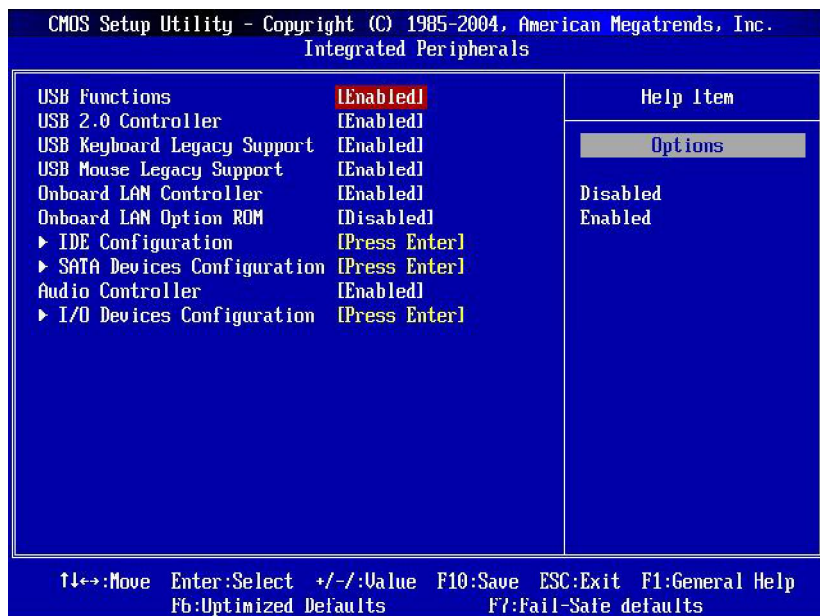 CMOS Setup Utility - Copyright (C) 1985-2004, American Megatrends, Inc.
Integrated Peripherals
USB Functions [Enabled]
USB 2.0 Controller [Enabled]
USB Keyboard Legacy Support [Enabled]
USB Mouse Legacy Support [Enabled]
Onboard LAN Controller [Enabled]
Onboard LAN Option ROM [Disabled]
▶ IDE Configuration [Press Enter]
▶ SATA Devices Configuration [Press Enter]
Audio Controller [Enabled]
▶ I/O Devices Configuration [Press Enter]
Help Item
Options
Disabled
Enabled
↑↓←→:Move Enter:Select +/-/:Value F10:Save ESC:Exit F1:General Help
F6:Optimized Defaults F7:Fail-Safe defaults